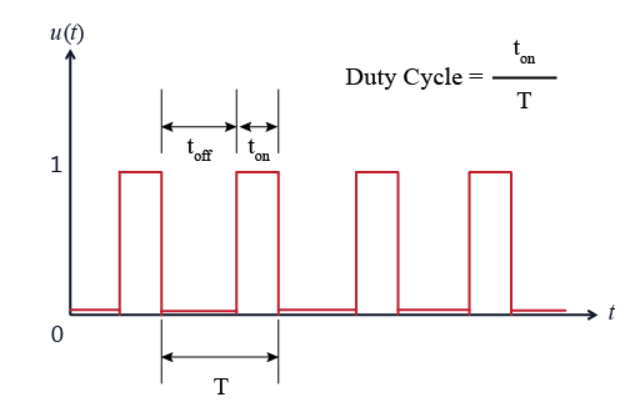 u(t)
Duty Cycle = t_on
T
t_off
t_on
1
0
t
T